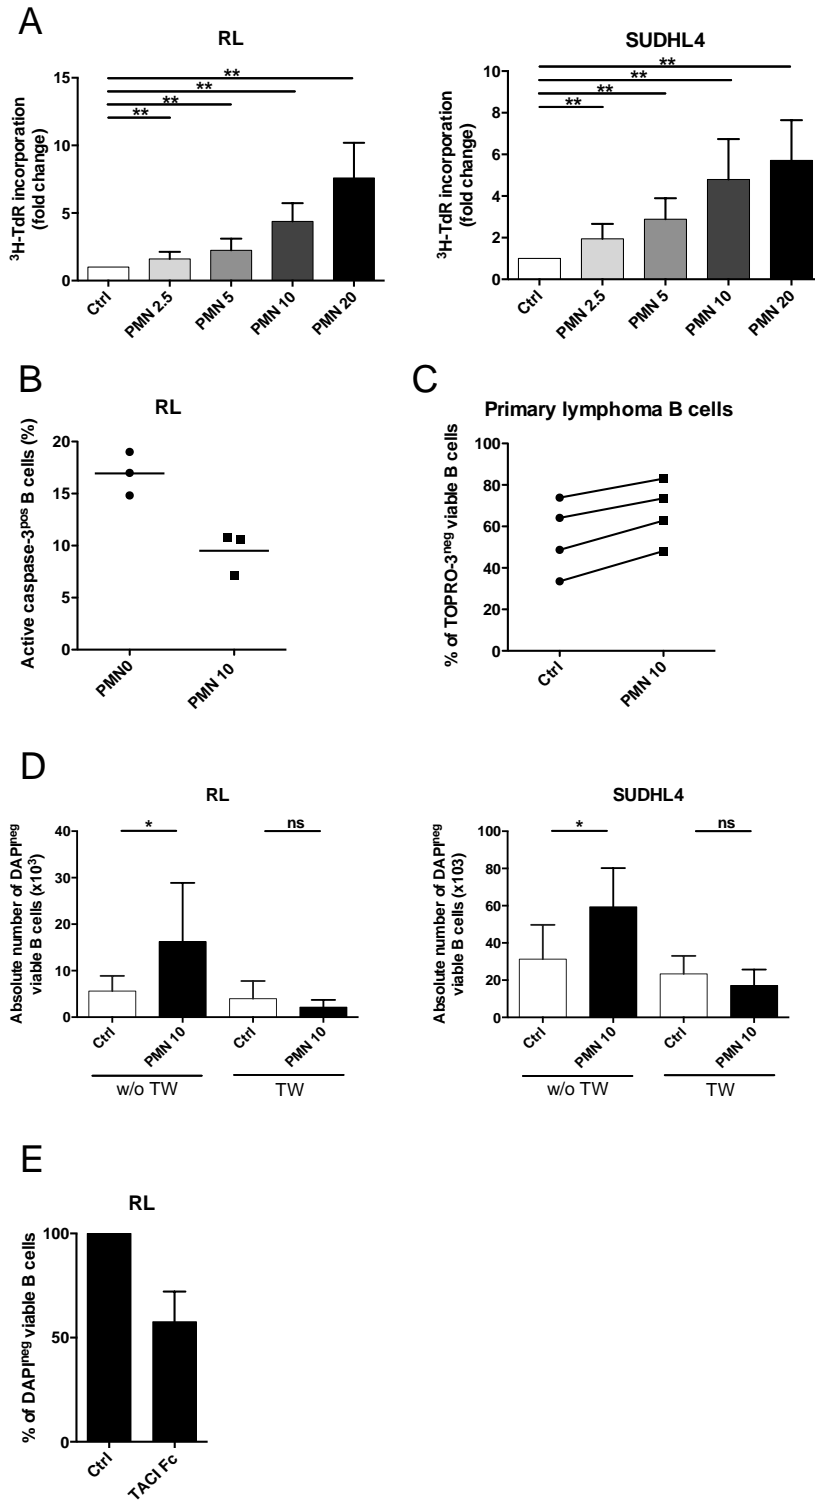 A
RL
³H-TdR incorporation
(fold change)
15
10
5
0
**
**
**
**
Ctrl
PMN 2.5
PMN 5
PMN 10
PMN 20
SUDHL4
³H-TdR incorporation
(fold change)
10
8
6
4
2
0
**
**
**
**
Ctrl
PMN 2.5
PMN 5
PMN 10
PMN 20
B
RL
Active caspase-3pos B cells (%)
20
15
10
5
0
PMN0
PMN 10
C
Primary lymphoma B cells
% of TOPRO-3neg viable B cells
100
80
60
40
20
0
Ctrl
PMN 10
D
RL
Absolute number of DAPIneg
viable B cells (x10³)
40
30
20
10
0
*
ns
Ctrl
PMN 10
Ctrl
PMN 10
w/o TW
TW
SUDHL4
Absolute number of DAPIneg
viable B cells (x103)
100
80
60
40
20
0
*
ns
Ctrl
PMN 10
Ctrl
PMN 10
w/o TW
TW
E
RL
% of DAPIneg viable B cells
100
50
0
Ctrl
TACI Fc